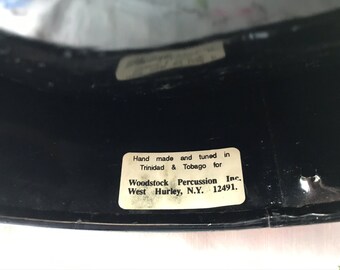 Hand made and tuned in
Trinidad & Tobago for
Woodstock Percussion Inc.
West Hurley, N.Y. 12491.